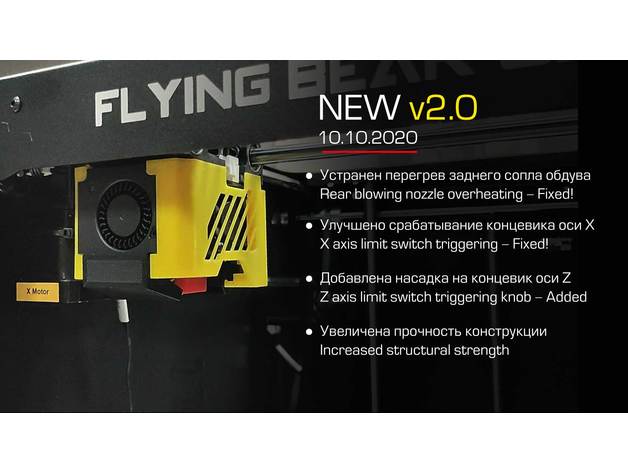 FLYING BEAR
NEW v2.0
10.10.2020
• Устранен перегрев заднего сопла обдува
Rear blowing nozzle overheating – Fixed!
• Улучшено срабатывание концевика оси X
X axis limit switch triggering – Fixed!
• Добавлена насадка на концевик оси Z
Z axis limit switch triggering knob – Added
• Увеличена прочность конструкции
Increased structural strength
X Motor